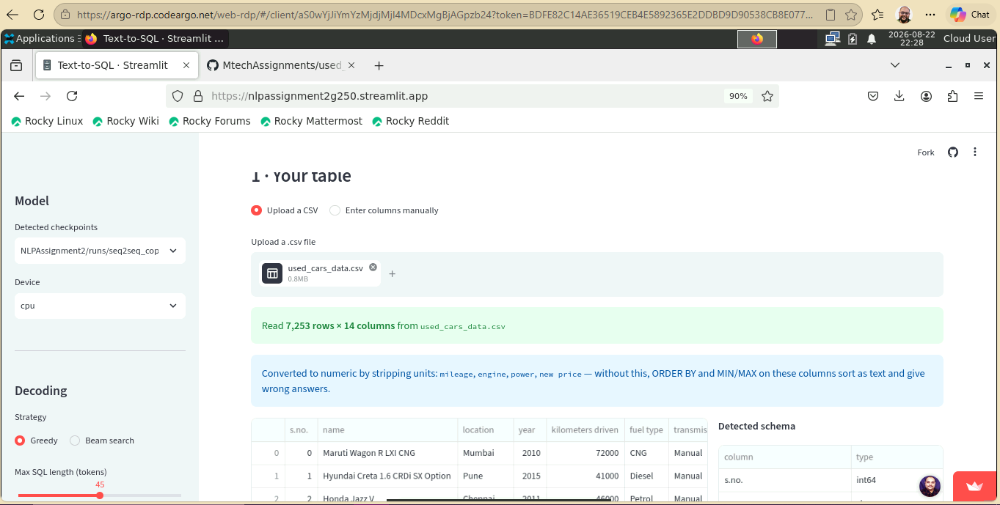 https://argo-rdp.codeargo.net/web-rdp/#/client/aS0wYjJiYmYzMjdjMjI4MDcxMgBjAGpzb24?token=BDFE82C14AE36519CEB4E5892365E2DDBD9D90538CB8E077...
Chat
Applications
Text-to-SQL · Streamlit ...
2026-08-22
22:28
Cloud User
Text-to-SQL · Streamlit
MtechAssignments/used_
https://nlpassignment2g250.streamlit.app
90%
Rocky Linux
Rocky Wiki
Rocky Forums
Rocky Mattermost
Rocky Reddit
Fork
Model
Detected checkpoints
NLPAssignment2/runs/seq2seq_cop
Device
cpu
Decoding
Strategy
Greedy
Beam search
Max SQL length (tokens)
45
1 · Your table
Upload a CSV
Enter columns manually
Upload a .csv file
used_cars_data.csv
0.8MB
Read 7,253 rows × 14 columns from used_cars_data.csv
Converted to numeric by stripping units: mileage, engine, power, new price — without this, ORDER BY and MIN/MAX on these columns sort as text and give
wrong answers.
s.no. name location year kilometers driven fuel type transmis
0 0 Maruti Wagon R LXI CNG Mumbai 2010 72000 CNG Manual
1 1 Hyundai Creta 1.6 CRDi SX Option Pune 2015 41000 Diesel Manual
2 2 Honda Jazz V Chennai 2011 46000 Petrol Manual
Detected schema
column type
s.no. int64